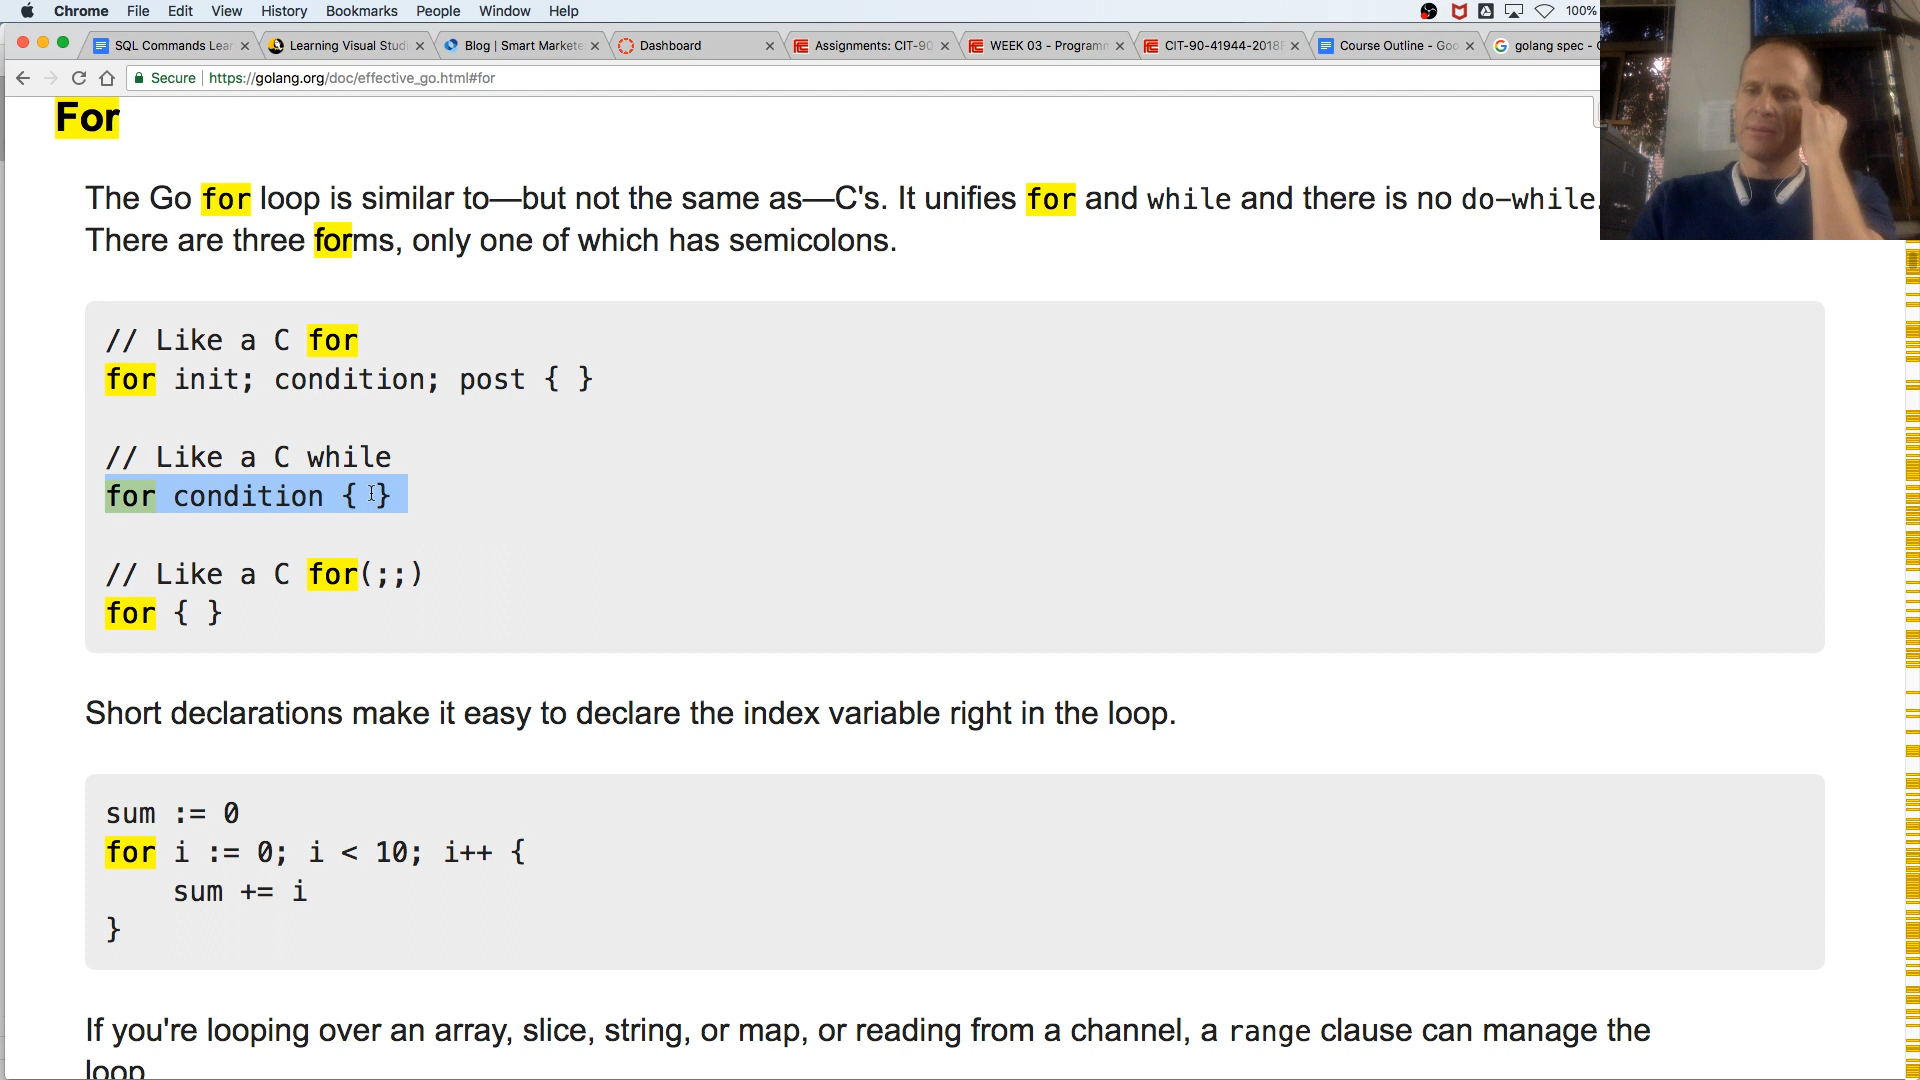 Chrome File Edit View History Bookmarks People Window Help 100%
SQL Commands Lear Learning Visual Studi Blog | Smart Markete Dashboard Assignments: CIT-90 WEEK 03 - Programm CIT-90-41944-2018F Course Outline - Goo golang spec - G
Secure https://golang.org/doc/effective_go.html#for
For
The Go for loop is similar to—but not the same as—C's. It unifies for and while and there is no do-while.
There are three forms, only one of which has semicolons.
// Like a C for
for init; condition; post { }
// Like a C while
for condition { }
// Like a C for(;;)
for { }
Short declarations make it easy to declare the index variable right in the loop.
sum := 0
for i := 0; i < 10; i++ {
sum += i
}
If you're looping over an array, slice, string, or map, or reading from a channel, a range clause can manage the
loop